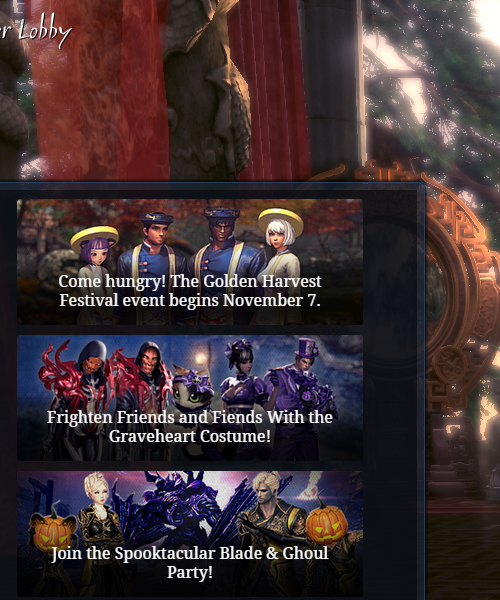 Lobby
Come hungry! The Golden Harvest
Festival event begins November 7.
Frighten Friends and Fiends With the
Graveheart Costume!
Join the Spooktacular Blade & Ghoul
Party!